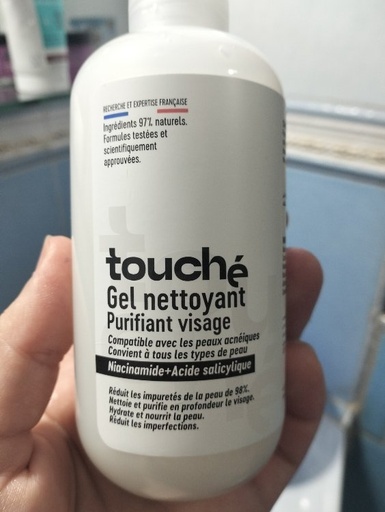 RECHERCHE ET EXPERTISE FRANÇAISE
Ingrédients 97% naturels.
Formules testées et
scientifiquement
approuvées.
touché
Gel nettoyant
Purifiant visage
Compatible avec les peaux acnéiques
Convient à tous les types de peau
Niacinamide+Acide salicylique
Réduit les impuretés de la peau de 98%.
Nettoie et purifie en profondeur le visage.
Hydrate et nourrit la peau.
Réduit les imperfections.